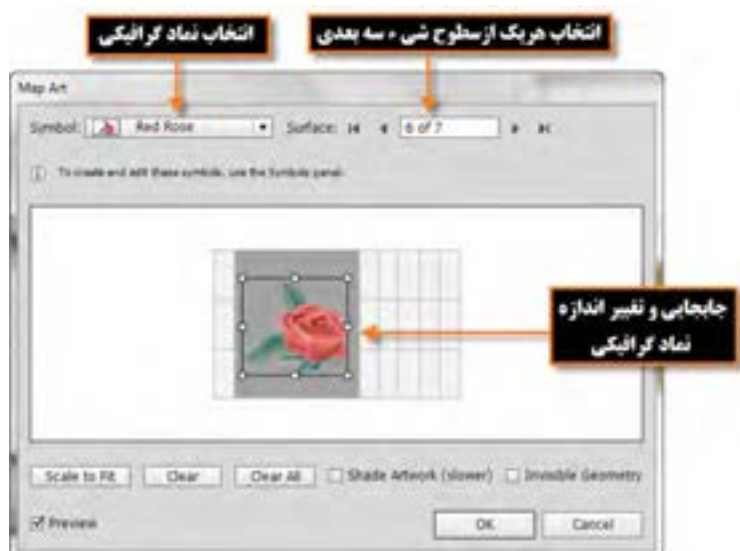 انتخاب نماد گرافیکی
انتخاب هریک ازسطوح شیء سه بعدی
Map Art
Symbol: Red Rose Surface: 6 of 7
To create and edit these symbols, use the Symbols panel.
جابجایی و تغییر اندازه
نماد گرافیکی
Scale to Fit Clear Clear All Shade Artwork (slower) Invisible Geometry
Preview OK Cancel